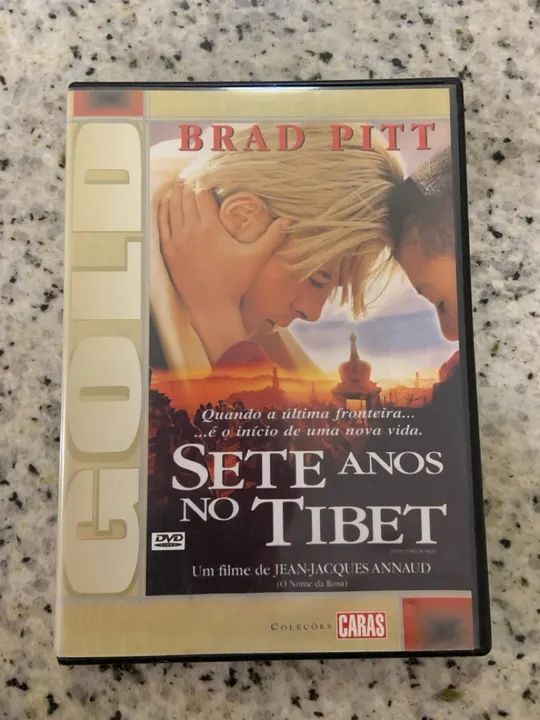 GOLD
BRAD PITT
Quando a última fronteira...
...é o início de uma nova vida.
SETE ANOS
NO TIBET
DVD
VIDEO
Um filme de JEAN-JACQUES ANNAUD
(O Nome da Rosa)
COLEÇÕES CARAS